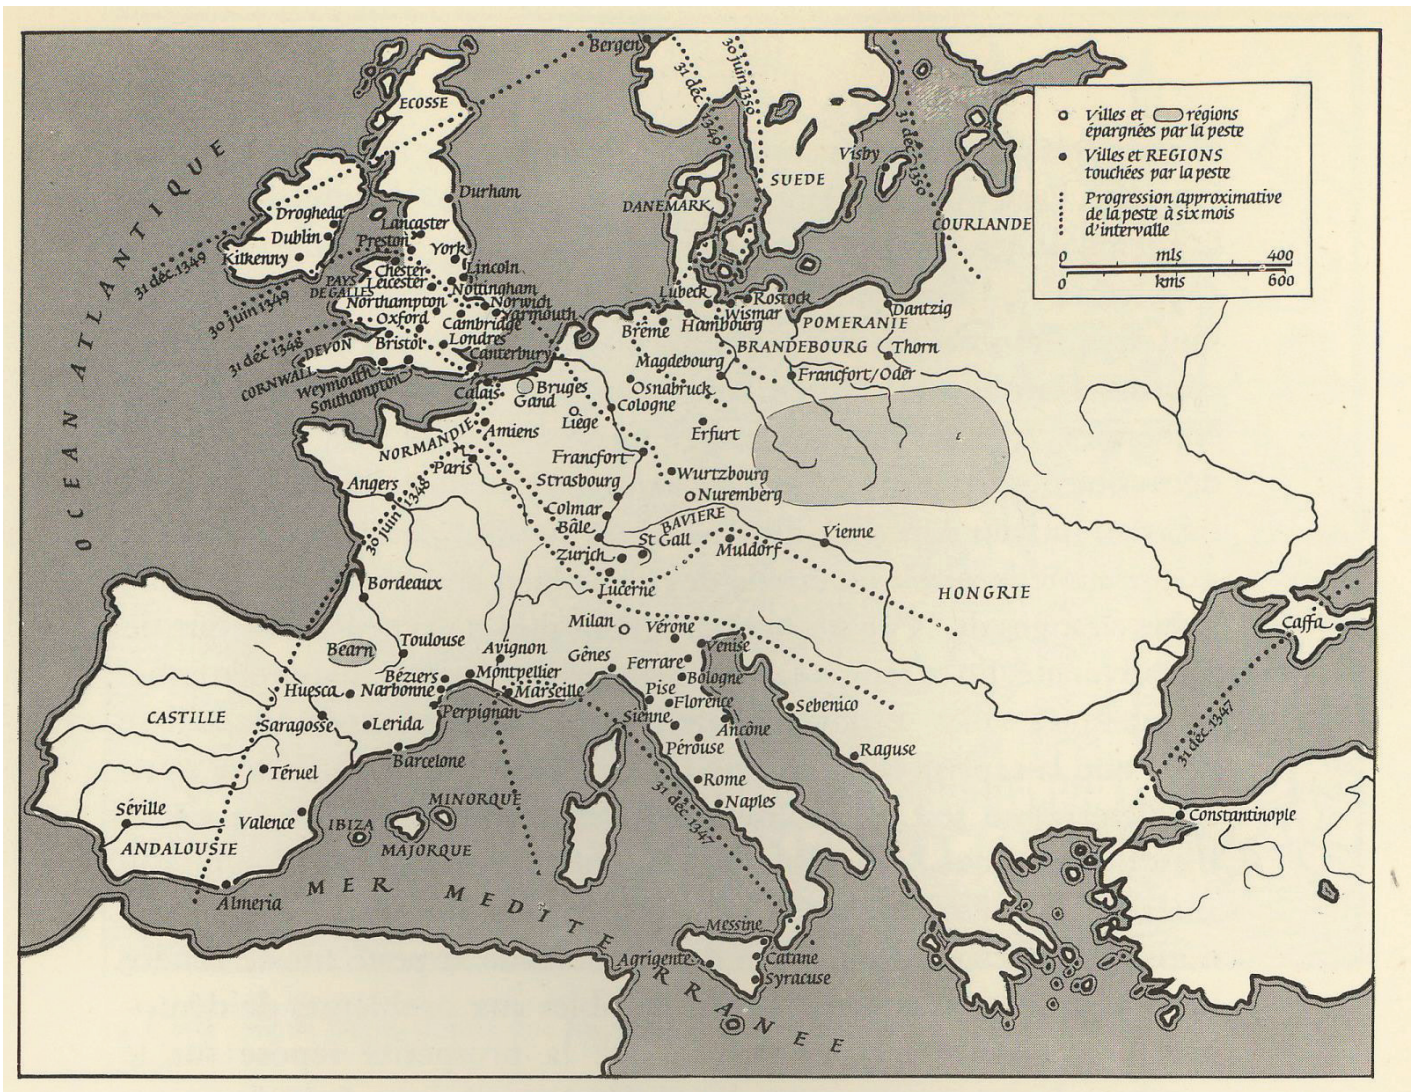 Bergen
31 déc. 1349
30 juin 1350
31 déc. 1350
ECOSSE
Villes et régions
épargnées par la peste
Villes et REGIONS
touchées par la peste
Progression approximative
de la peste à six mois
d'intervalle
0 mls 400
0 kms 600
OCEAN ATLANTIQUE
Visby
SUEDE
Durham
DANEMARK
COURLANDE
Drogheda
Dublin
Kilkenny
Lancaster
Preston
York
Chester
Lincoln
PAYS
DE GALLES
Leicester
Nottingham
Northampton
Norwich
Yarmouth
Oxford
Cambridge
Bristol
Londres
Canterbury
DEVON
CORNWALL
Weymouth
Southampton
31 déc. 1349
30 juin 1349
31 déc 1348
Lubeck
Rostock
Wismar
Hambourg
Brême
Dantzig
POMERANIE
BRANDEBOURG
Thorn
Magdebourg
Francfort/Oder
Osnabruck
Calais
Bruges
Gand
Liège
Cologne
Erfurt
Amiens
NORMANDIE
Paris
Francfort
Wurtzbourg
Strasbourg
Nuremberg
Angers
30 juin 1348
Colmar
Bâle
BAVIERE
St Gall
Zurich
Muldorf
Vienne
Lucerne
HONGRIE
Bordeaux
Milan
Vérone
Caffa
Bearn
Toulouse
Avignon
Gênes
Venise
Ferrare
Béziers
Montpellier
Bologne
Huesca
Narbonne
Marseille
Pise
Florence
Sebenico
CASTILLE
Saragosse
Lerida
Perpignan
Sienne
Ancône
31 déc. 1347
Pérouse
Raguse
Barcelone
Téruel
Rome
Naples
31 déc. 1347
MINORQUE
Séville
Valence
IBIZA
MAJORQUE
Constantinople
ANDALOUSIE
Almeria
MER MEDITERRANEE
Messine
Agrigente
Catane
Syracuse